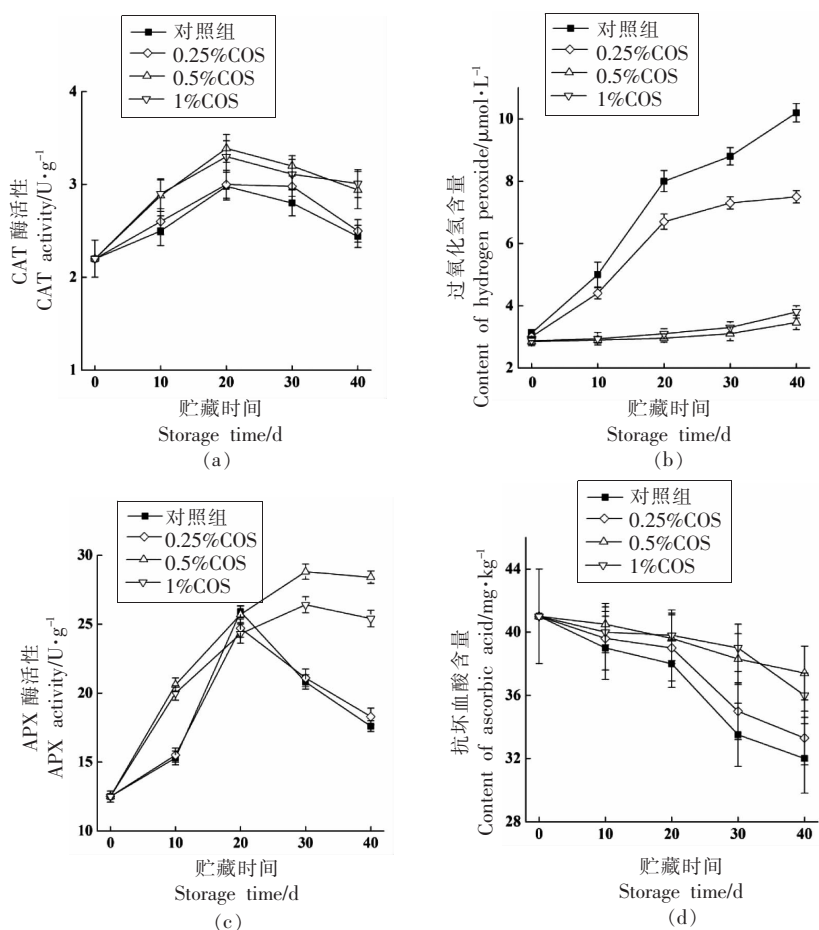 对照组
0.25%COS
0.5%COS
1%COS
4
3
2
1
CAT 酶活性/U·g⁻¹
CAT activity/U·g⁻¹
0 10 20 30 40
贮藏时间
Storage time/d
(a)
对照组
0.25%COS
0.5%COS
1%COS
10
8
6
4
2
过氧化氢含量
Content of hydrogen peroxide/μmol·L⁻¹
0 10 20 30 40
贮藏时间
Storage time/d
(b)
对照组
0.25%COS
0.5%COS
1%COS
30
25
20
15
10
APX 酶活性/U·g⁻¹
APX activity/U·g⁻¹
0 10 20 30 40
贮藏时间
Storage time/d
(c)
对照组
0.25%COS
0.5%COS
1%COS
44
40
36
32
28
抗坏血酸含量
Content of ascorbic acid/mg·kg⁻¹
0 10 20 30 40
贮藏时间
Storage time/d
(d)